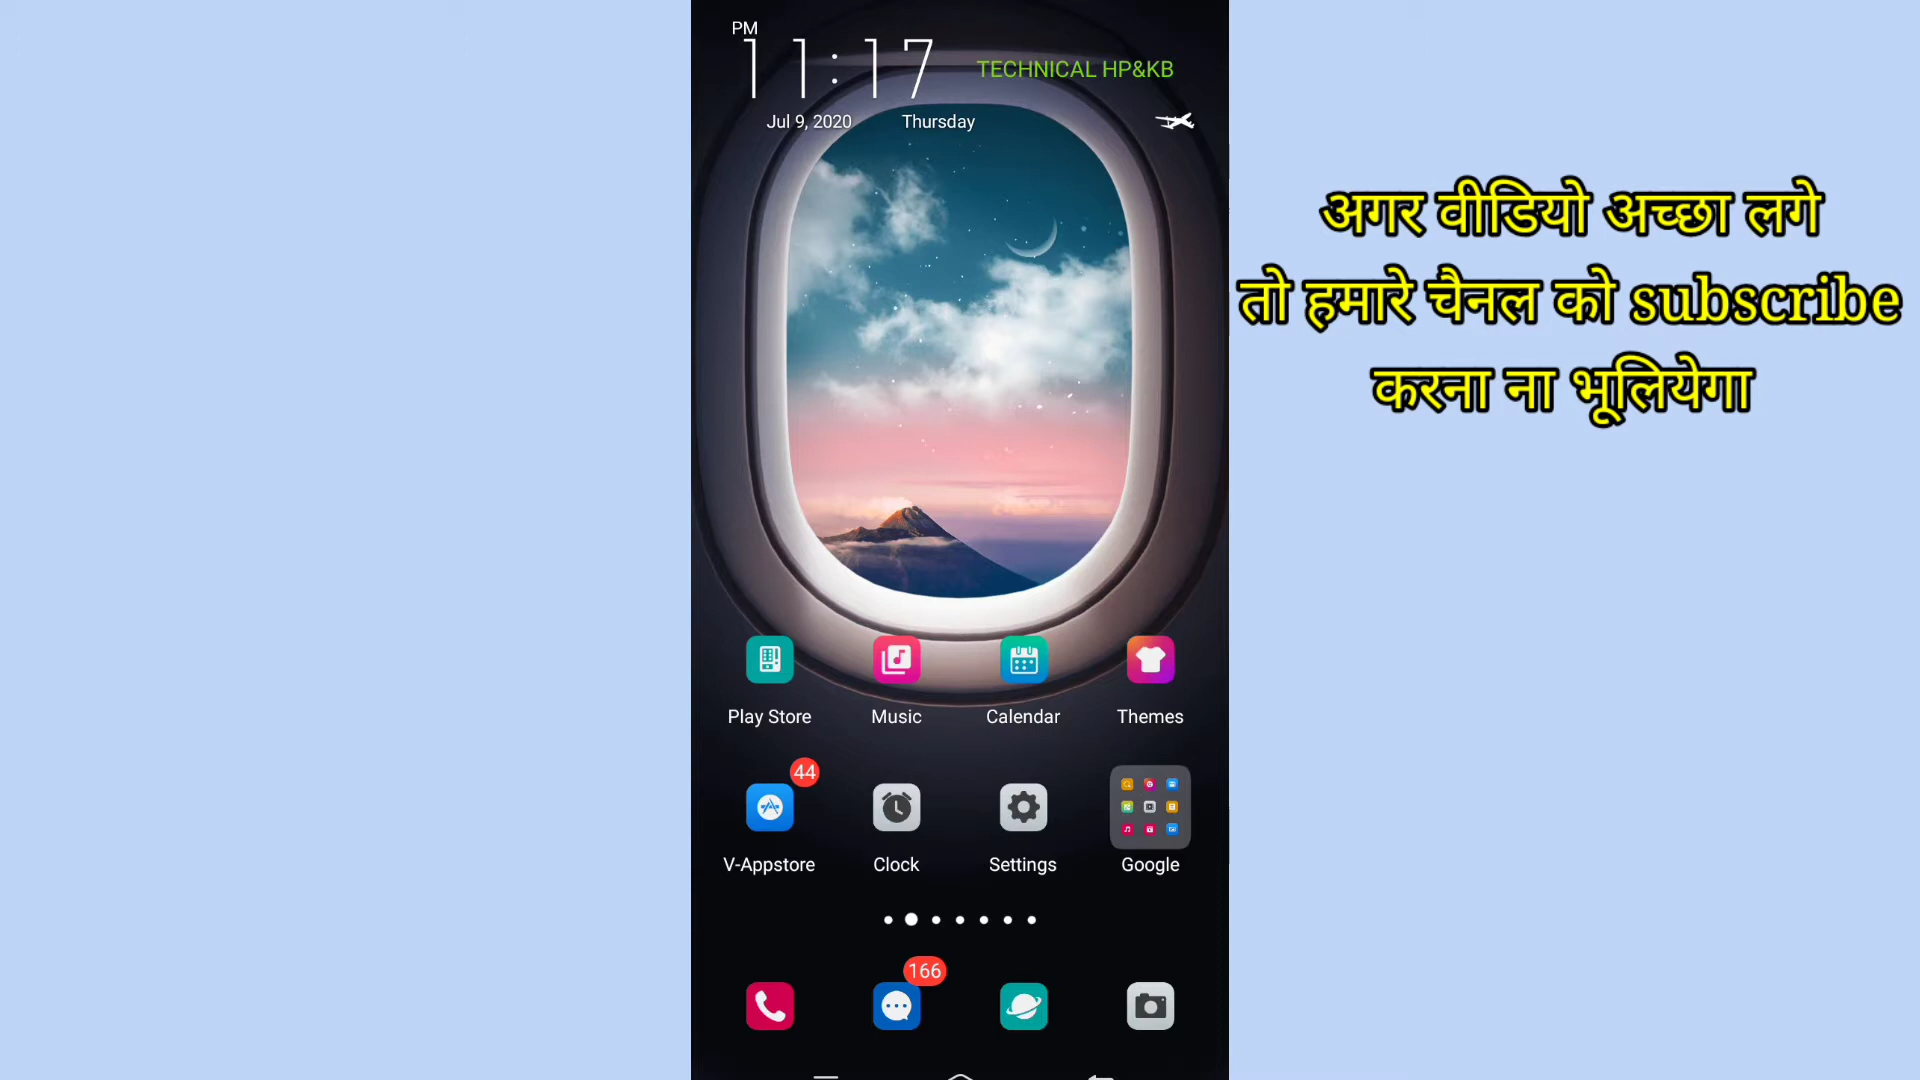 PM
11:17
TECHNICAL HP&KB
Jul 9, 2020 Thursday
अगर वीडियो अच्छा लगे
तो हमारे चैनल को subscribe
करना ना भूलियेगा
Play Store Music Calendar Themes
44
V-Appstore Clock Settings Google
166